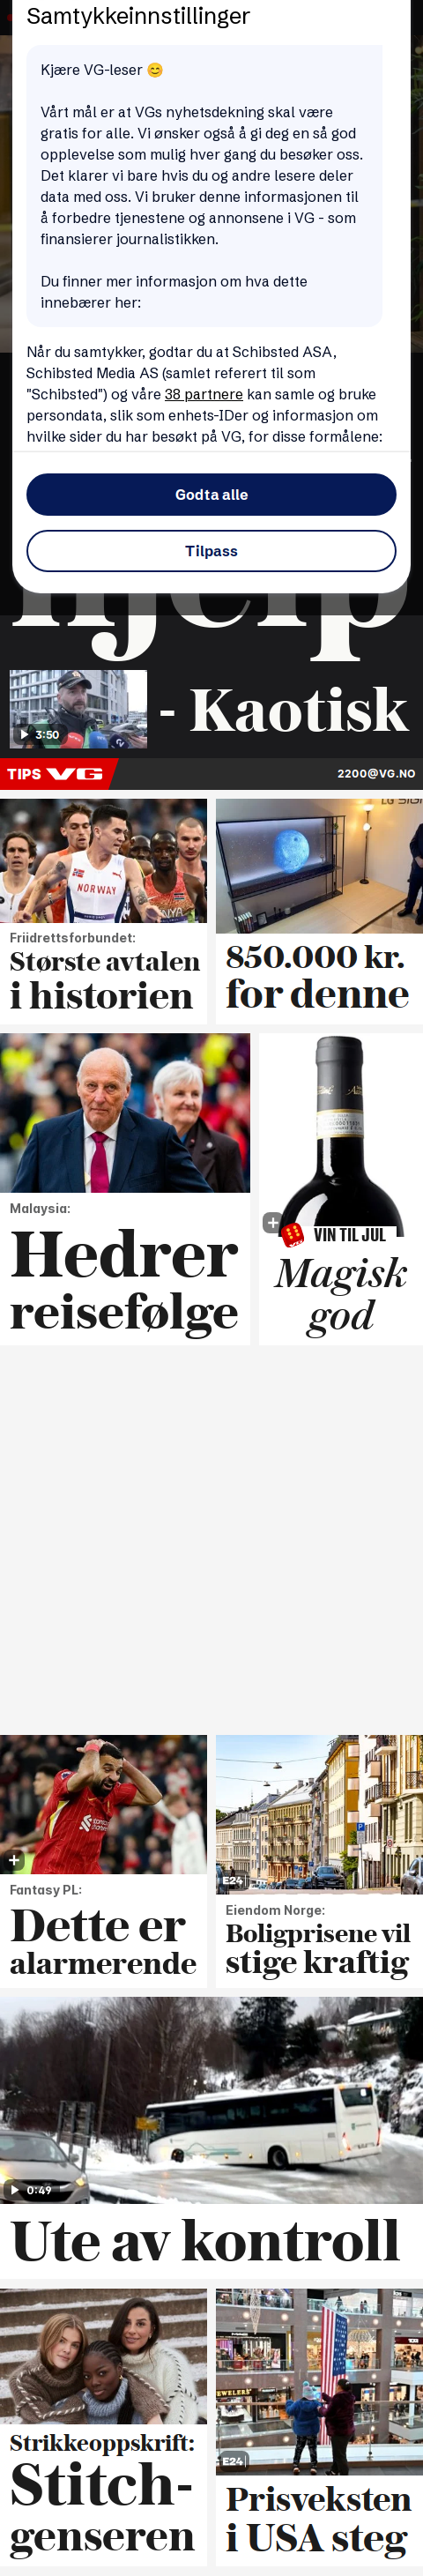 Samtykkeinnstillinger
Kjære VG-leser 😊
Vårt mål er at VGs nyhetsdekning skal være
gratis for alle. Vi ønsker også å gi deg en så god
opplevelse som mulig hver gang du besøker oss.
Det klarer vi bare hvis du og andre lesere deler
data med oss. Vi bruker denne informasjonen til
å forbedre tjenestene og annonsene i VG - som
finansierer journalistikken.
Du finner mer informasjon om hva dette
innebærer her:
Når du samtykker, godtar du at Schibsted ASA,
Schibsted Media AS (samlet referert til som
"Schibsted") og våre 38 partnere kan samle og bruke
persondata, slik som enhets-IDer og informasjon om
hvilke sider du har besøkt på VG, for disse formålene:
Godta alle
Tilpass
- Kaotisk
3:50
TIPS VG
2200@VG.NO
NORWAY
Friidrettsforbundet:
Største avtalen
i historien
850.000 kr.
for denne
Malaysia:
Hedrer
reisefølge
VIN TIL JUL
Magisk
god
Fantasy PL:
Dette er
alarmerende
E24
Eiendom Norge:
Boligprisene vil
stige kraftig
0:49
Ute av kontroll
Strikkeoppskrift:
Stitch-
genseren
E24
Prisveksten
i USA steg